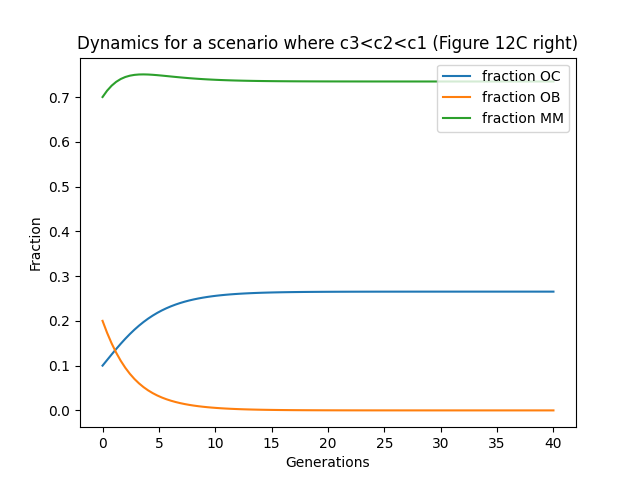 Dynamics for a scenario where c3<c2<c1 (Figure 12C right)
fraction OC
fraction OB
fraction MM
0.7
0.6
0.5
0.4
0.3
0.2
0.1
0.0
Fraction
0 5 10 15 20 25 30 35 40
Generations